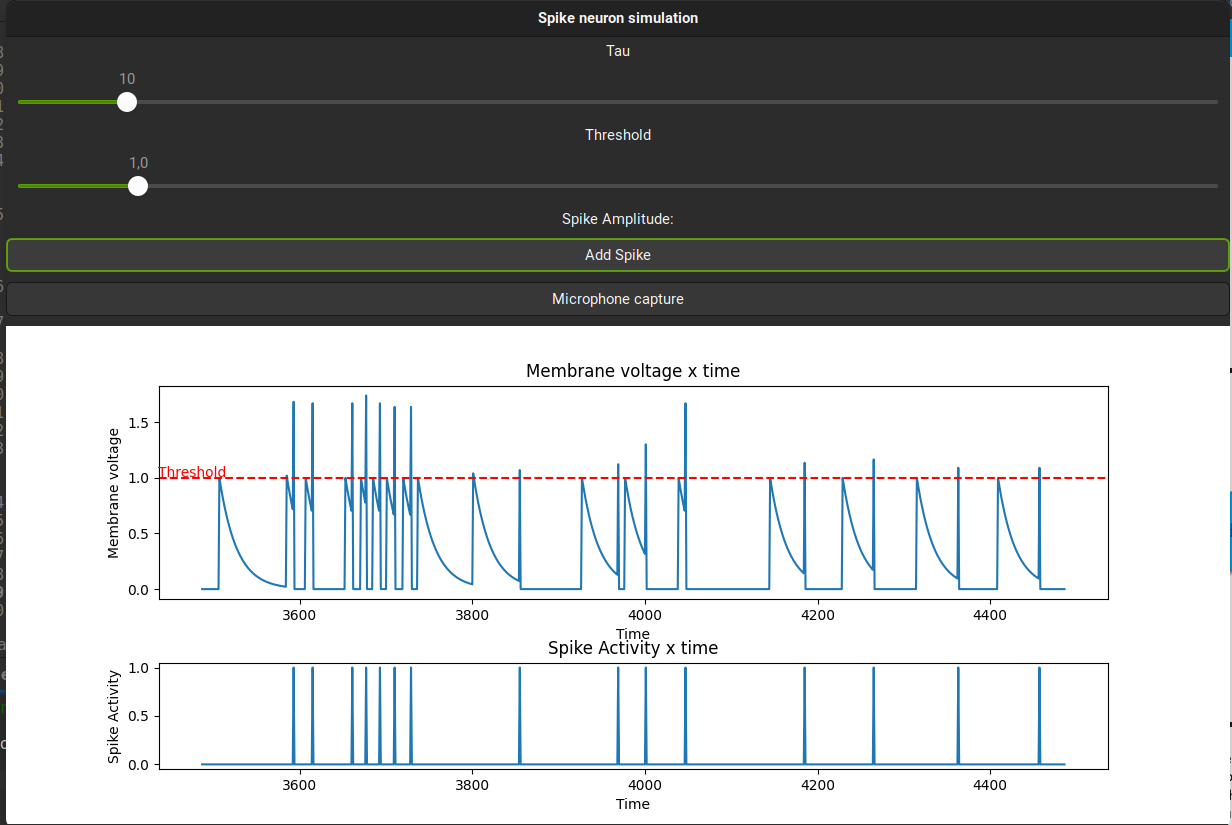 Spike neuron simulation
Tau
10
Threshold
1,0
Spike Amplitude:
Add Spike
Microphone capture
Membrane voltage x time
Membrane voltage
1.5
1.0
0.5
0.0
Threshold
3600 3800 4000 4200 4400
Time
Spike Activity x time
Spike Activity
1.0
0.5
0.0
3600 3800 4000 4200 4400
Time